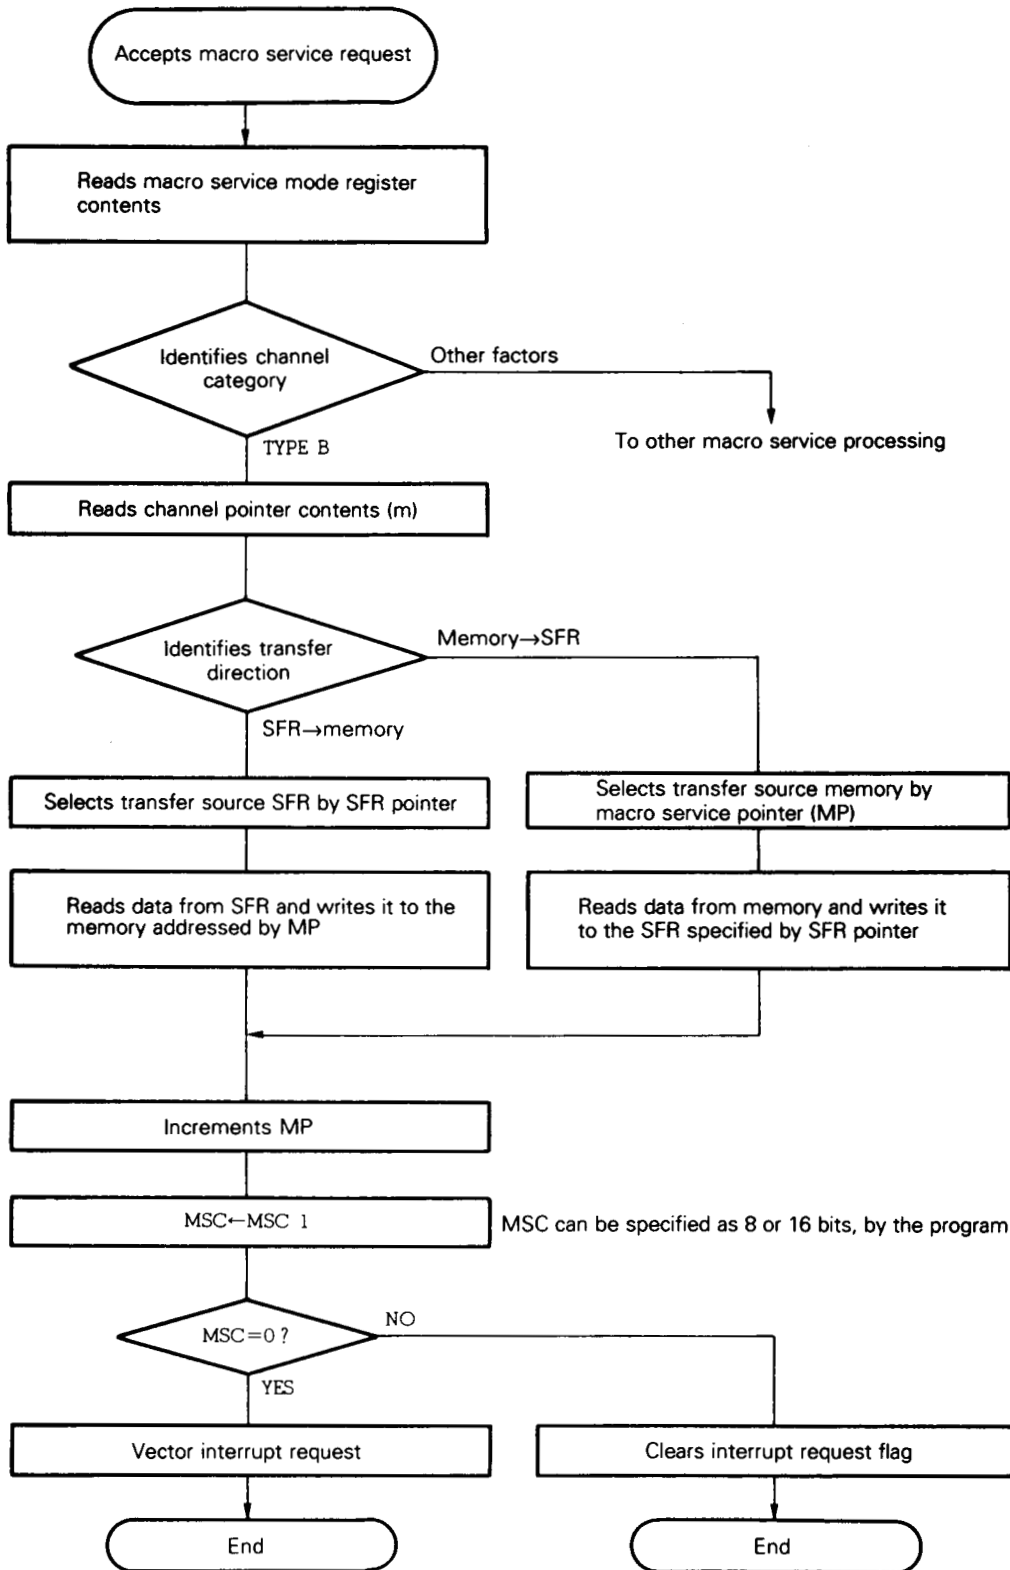 Accepts macro service request
Reads macro service mode register
contents
Identifies channel
category
Other factors
To other macro service processing
TYPE B
Reads channel pointer contents (m)
Identifies transfer
direction
Memory→SFR
SFR→memory
Selects transfer source SFR by SFR pointer
Selects transfer source memory by
macro service pointer (MP)
Reads data from SFR and writes it to the
memory addressed by MP
Reads data from memory and writes it
to the SFR specified by SFR pointer
Increments MP
MSC←MSC 1
MSC can be specified as 8 or 16 bits, by the program
MSC=0?
NO
YES
Vector interrupt request
Clears interrupt request flag
End
End